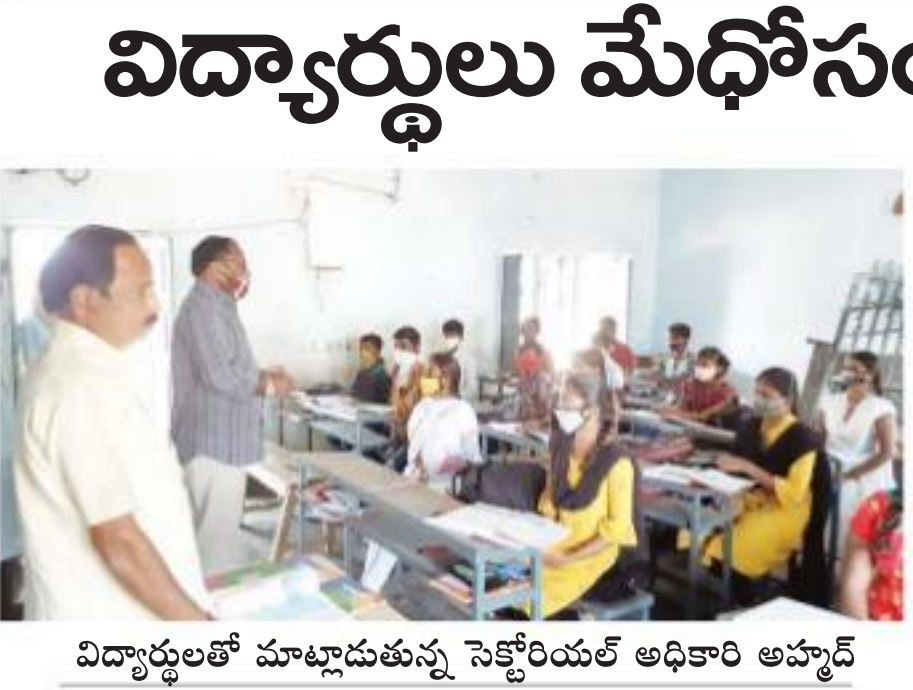 విద్యార్థులు మేధోసం
విద్యార్థులతో మాట్లాడుతున్న సెక్టోరియల్ అధికారి అహ్మద్